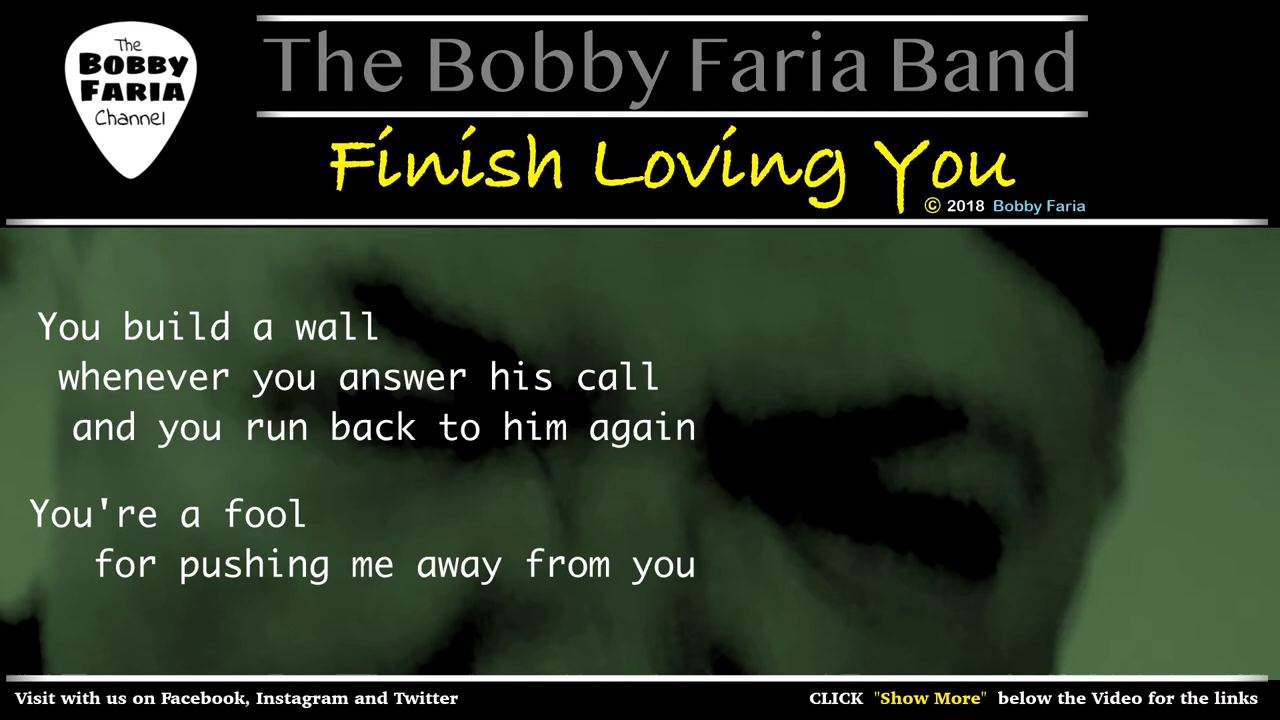 The
BOBBY
FARIA
Channel
The Bobby Faria Band
Finish Loving You
© 2018 Bobby Faria
You build a wall
whenever you answer his call
and you run back to him again
You're a fool
for pushing me away from you
Visit with us on Facebook, Instagram and Twitter
CLICK "Show More" below the Video for the links